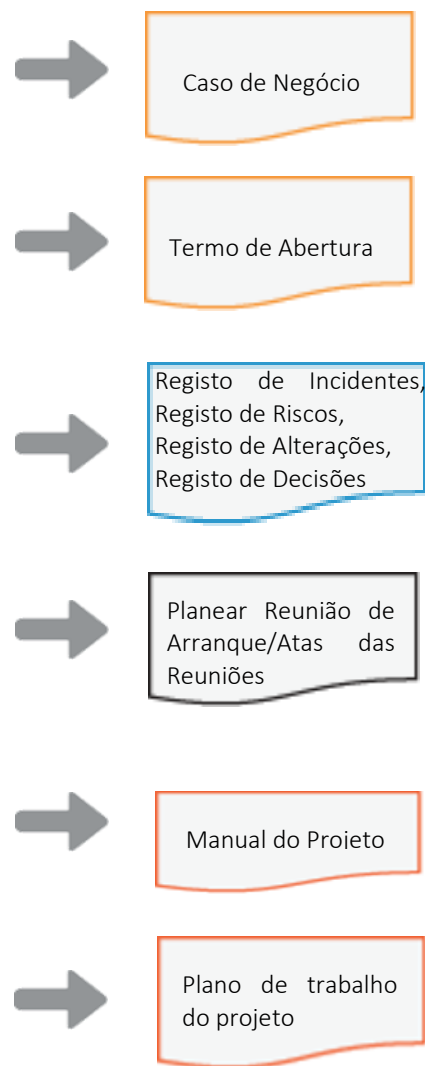 Caso de Negócio
Termo de Abertura
Registo de Incidentes,
Registo de Riscos,
Registo de Alterações,
Registo de Decisões
Planear Reunião de
Arranque/Atas das
Reuniões
Manual do Projeto
Plano de trabalho
do projeto